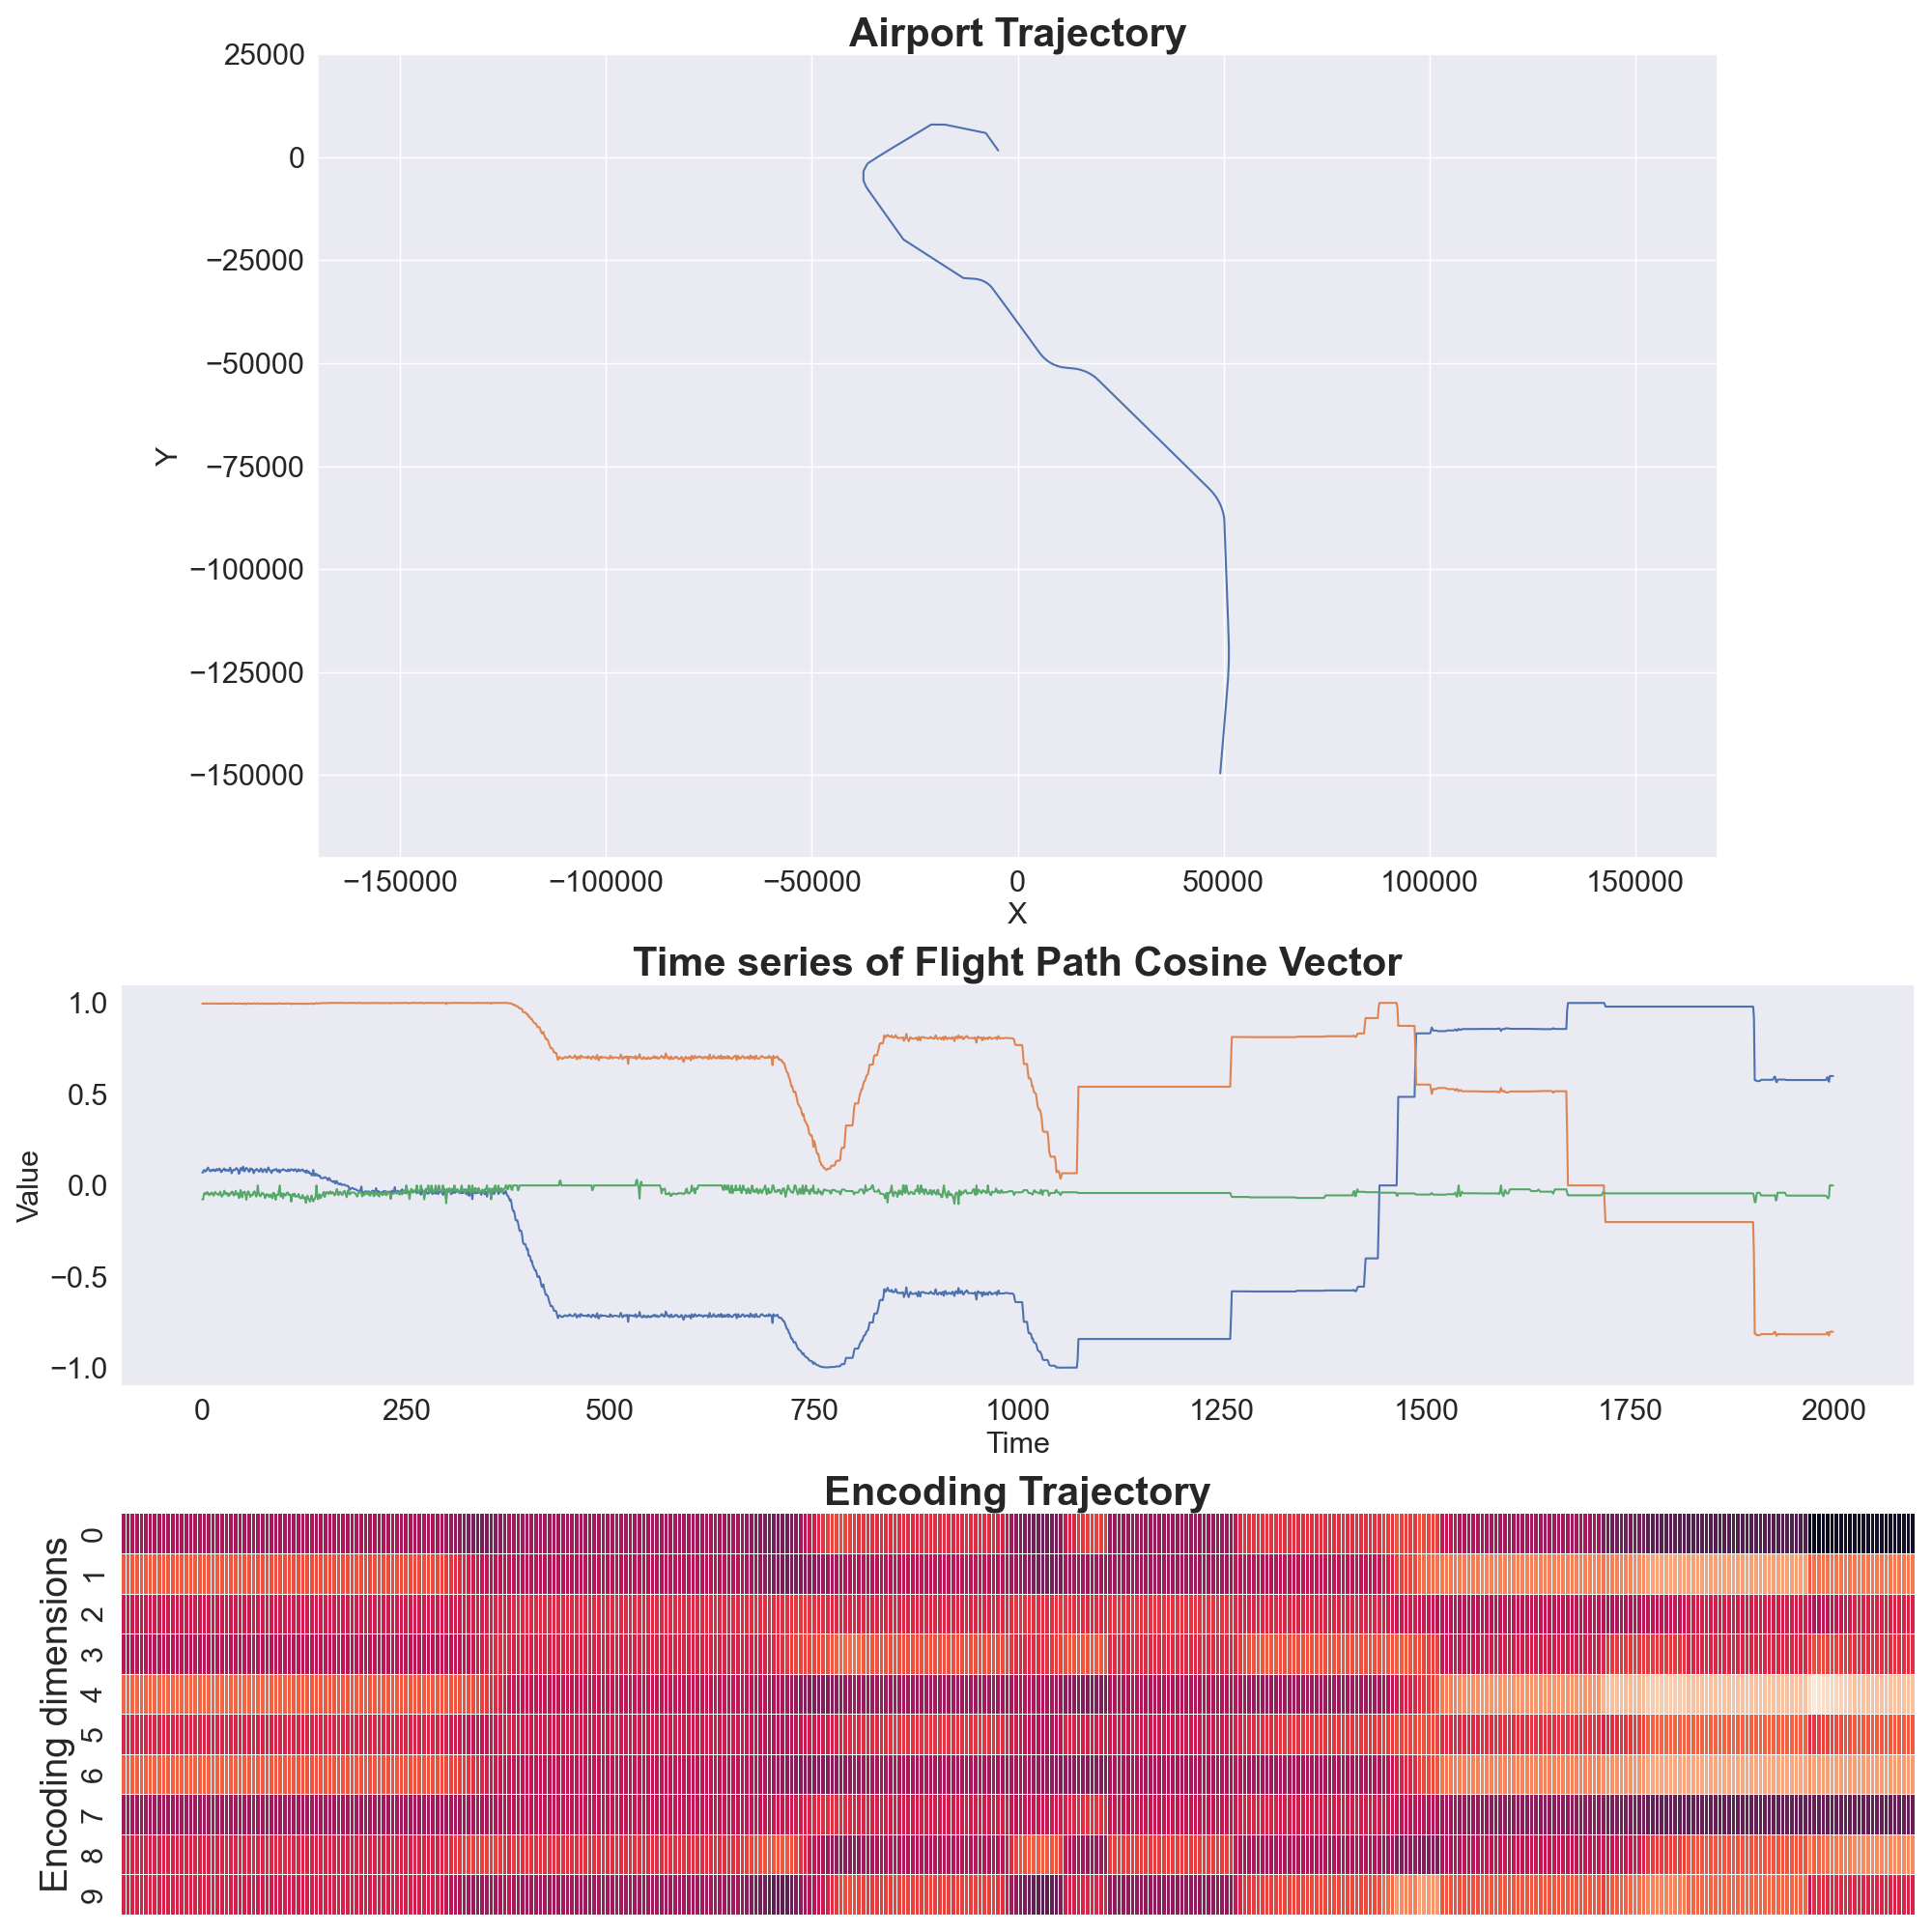 Airport Trajectory
25000
0
−25000
−50000
−75000
−100000
−125000
−150000
Y
−150000 −100000 −50000 0 50000 100000 150000
X
Time series of Flight Path Cosine Vector
1.0
0.5
0.0
−0.5
−1.0
Value
0 250 500 750 1000 1250 1500 1750 2000
Time
Encoding Trajectory
Encoding dimensions
0
1
2
3
4
5
6
7
8
9